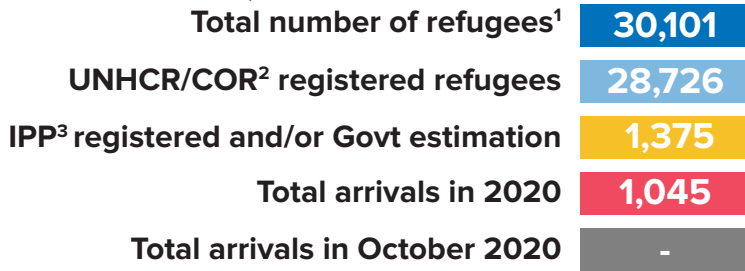 Total number of refugees¹ 30,101
UNHCR/COR² registered refugees 28,726
IPP³ registered and/or Govt estimation 1,375
Total arrivals in 2020 1,045
Total arrivals in October 2020 -